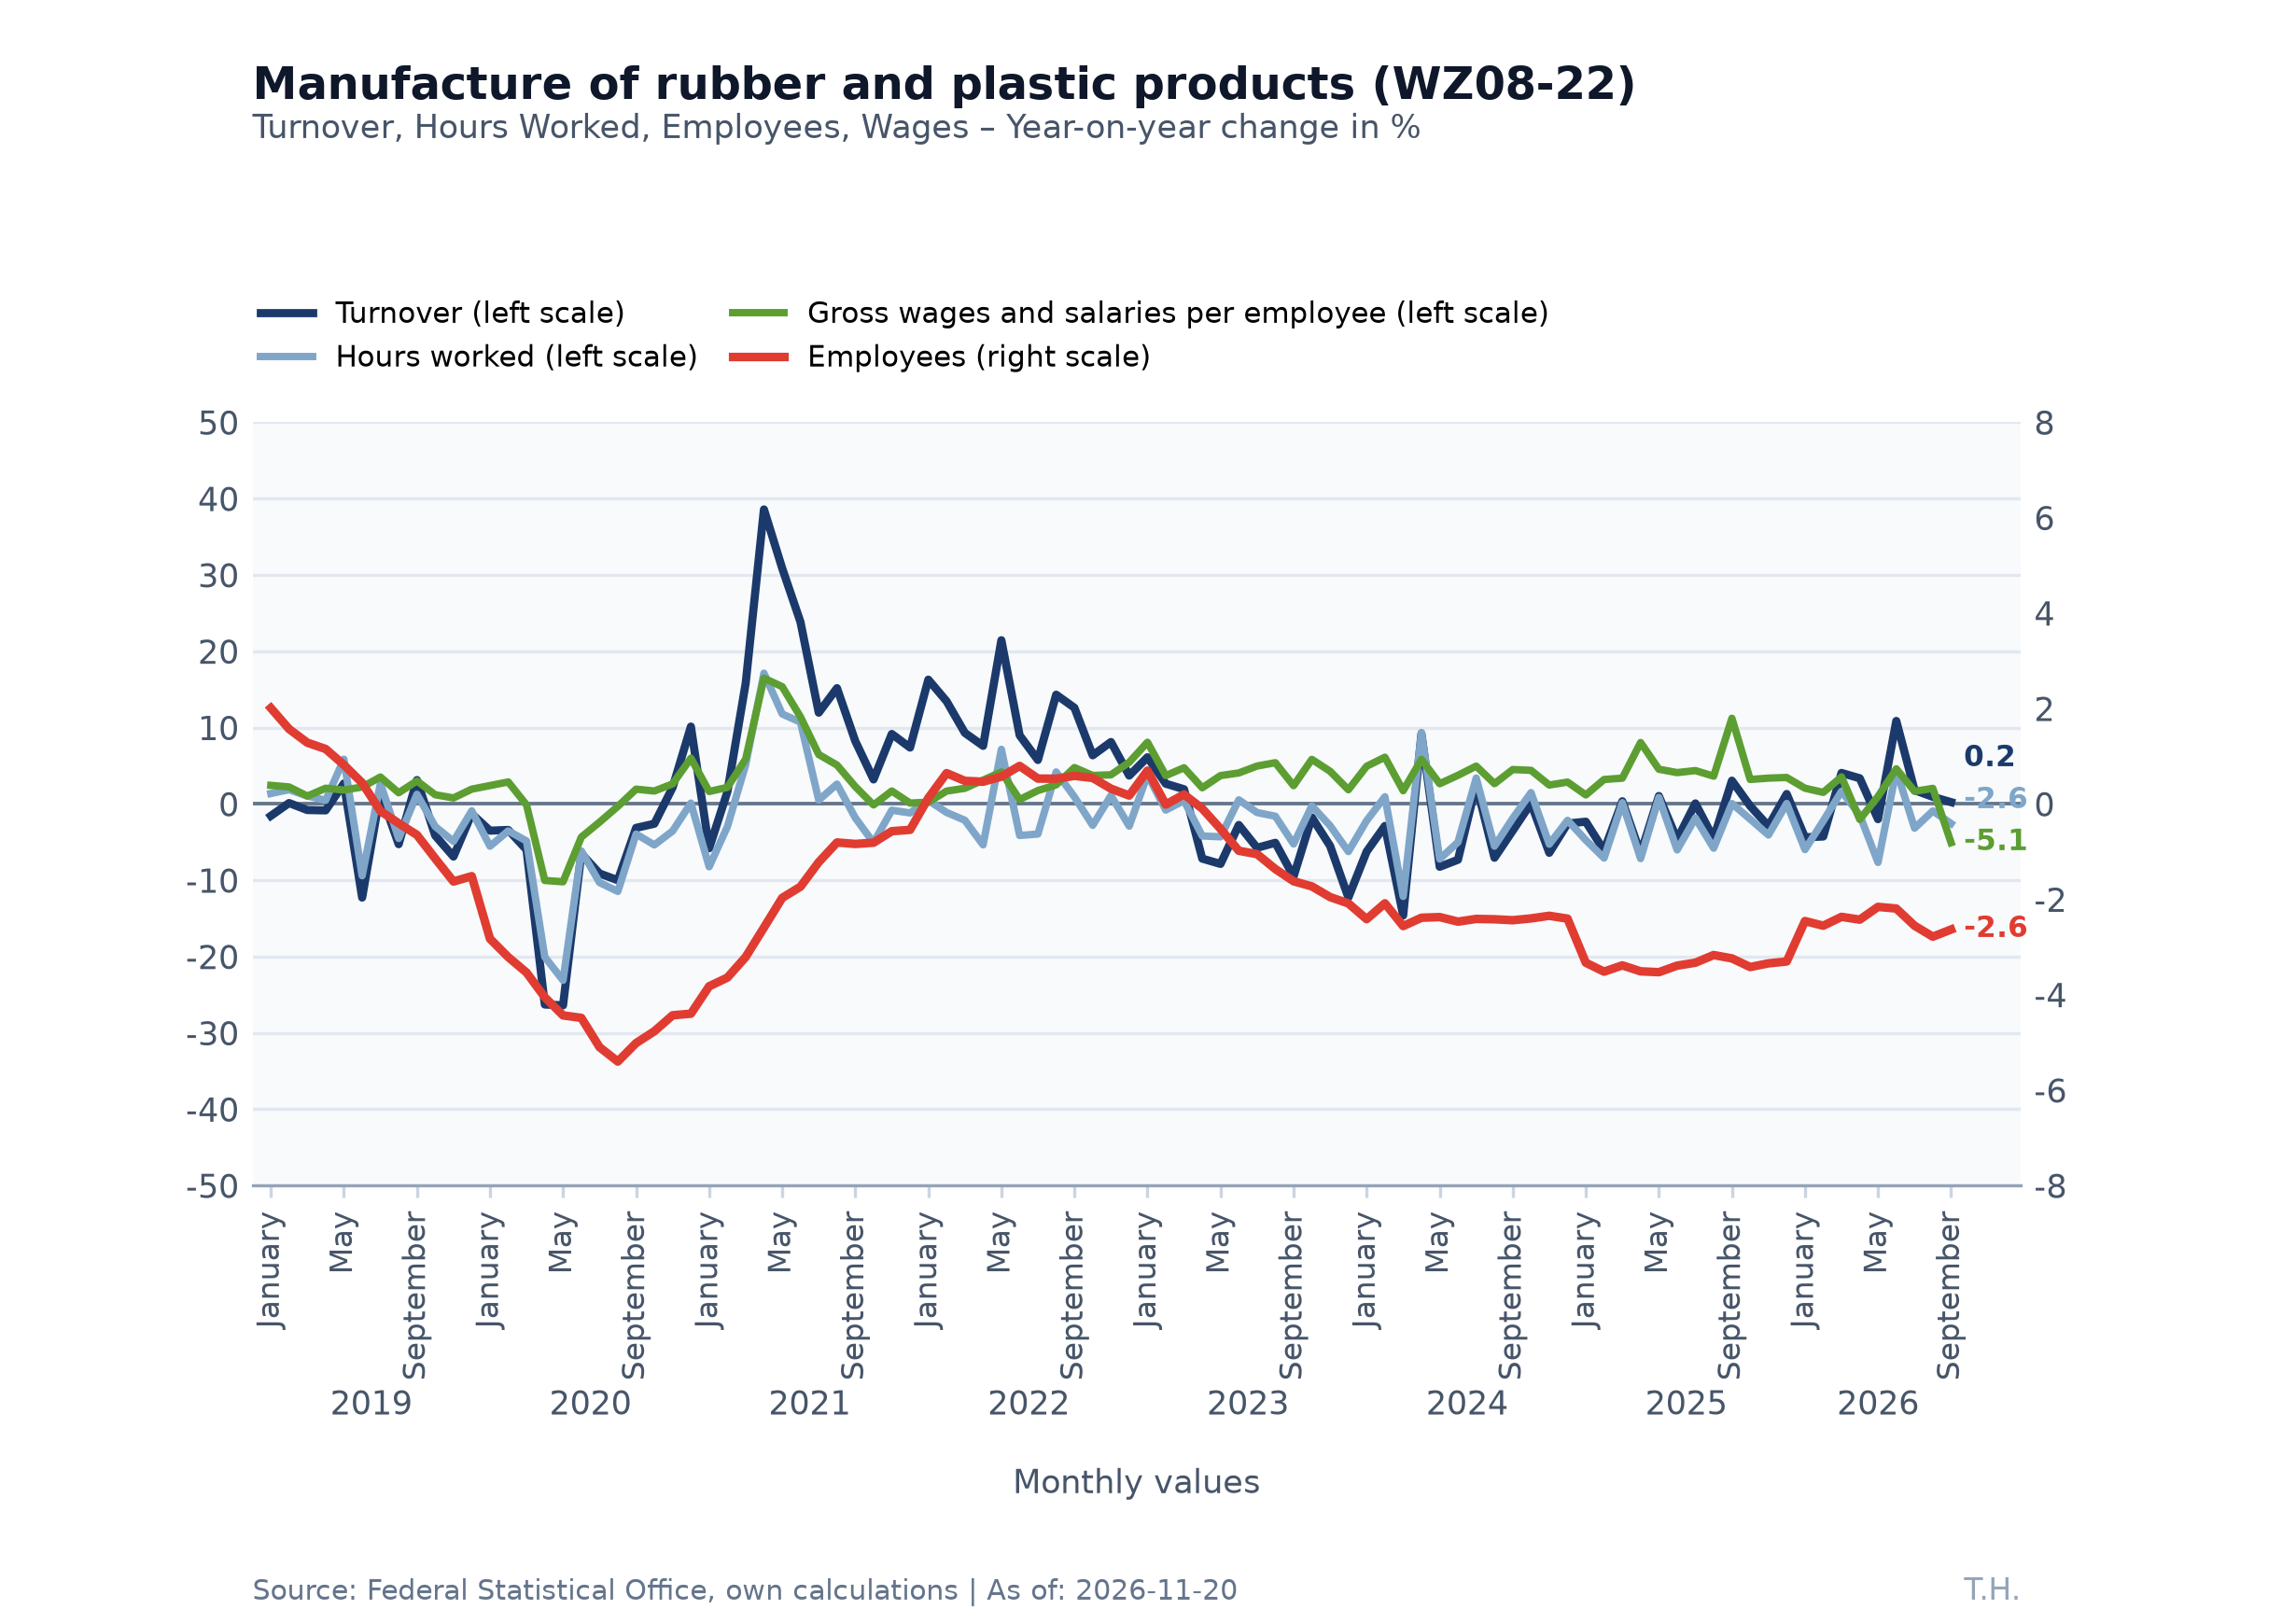 Manufacture of rubber and plastic products (WZ08-22)
Turnover, Hours Worked, Employees, Wages – Year-on-year change in %
Turnover (left scale)
Hours worked (left scale)
Gross wages and salaries per employee (left scale)
Employees (right scale)
50
40
30
20
10
0
-10
-20
-30
-40
-50
8
6
4
2
0
-2
-4
-6
-8
0.2
-2.6
-5.1
-2.6
January May September January May September January May September January May September January May September January May September January May September January May September
2019 2020 2021 2022 2023 2024 2025 2026
Monthly values
Source: Federal Statistical Office, own calculations | As of: 2026-11-20
T.H.